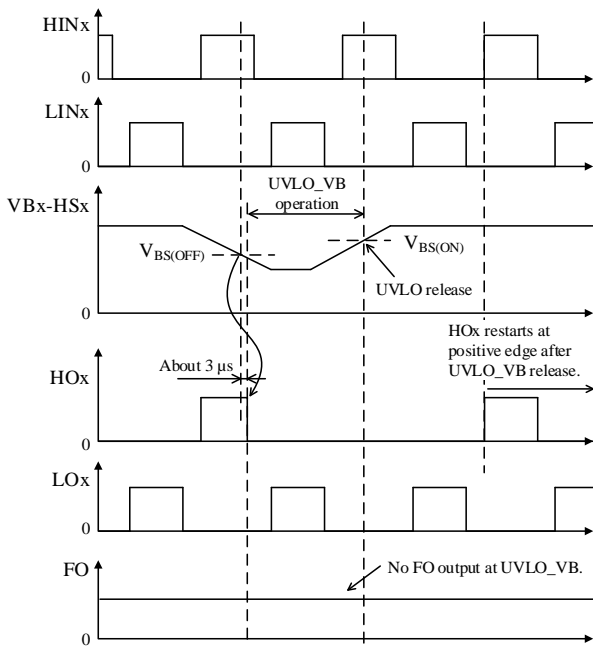 HINx
0
LINx
0
UVLO_VB
operation
VBx-HSx
VBS(OFF)
VBS(ON)
UVLO release
0
HOx restarts at
positive edge after
UVLO_VB release.
About 3 µs
HOx
0
LOx
0
FO
No FO output at UVLO_VB.
0